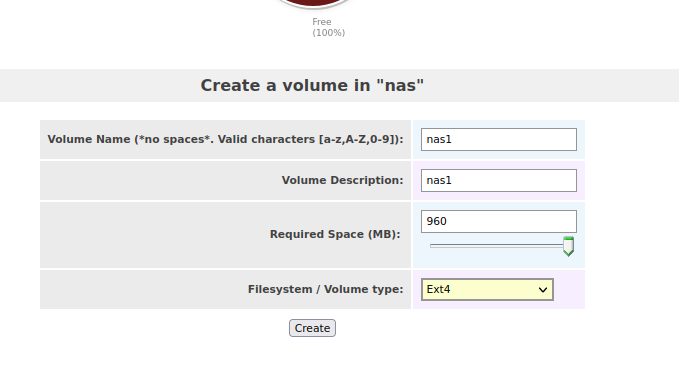 Free
(100%)
Create a volume in "nas"
Volume Name (*no spaces*. Valid characters [a-z,A-Z,0-9]): nas1
Volume Description: nas1
Required Space (MB): 960
Filesystem / Volume type: Ext4
Create